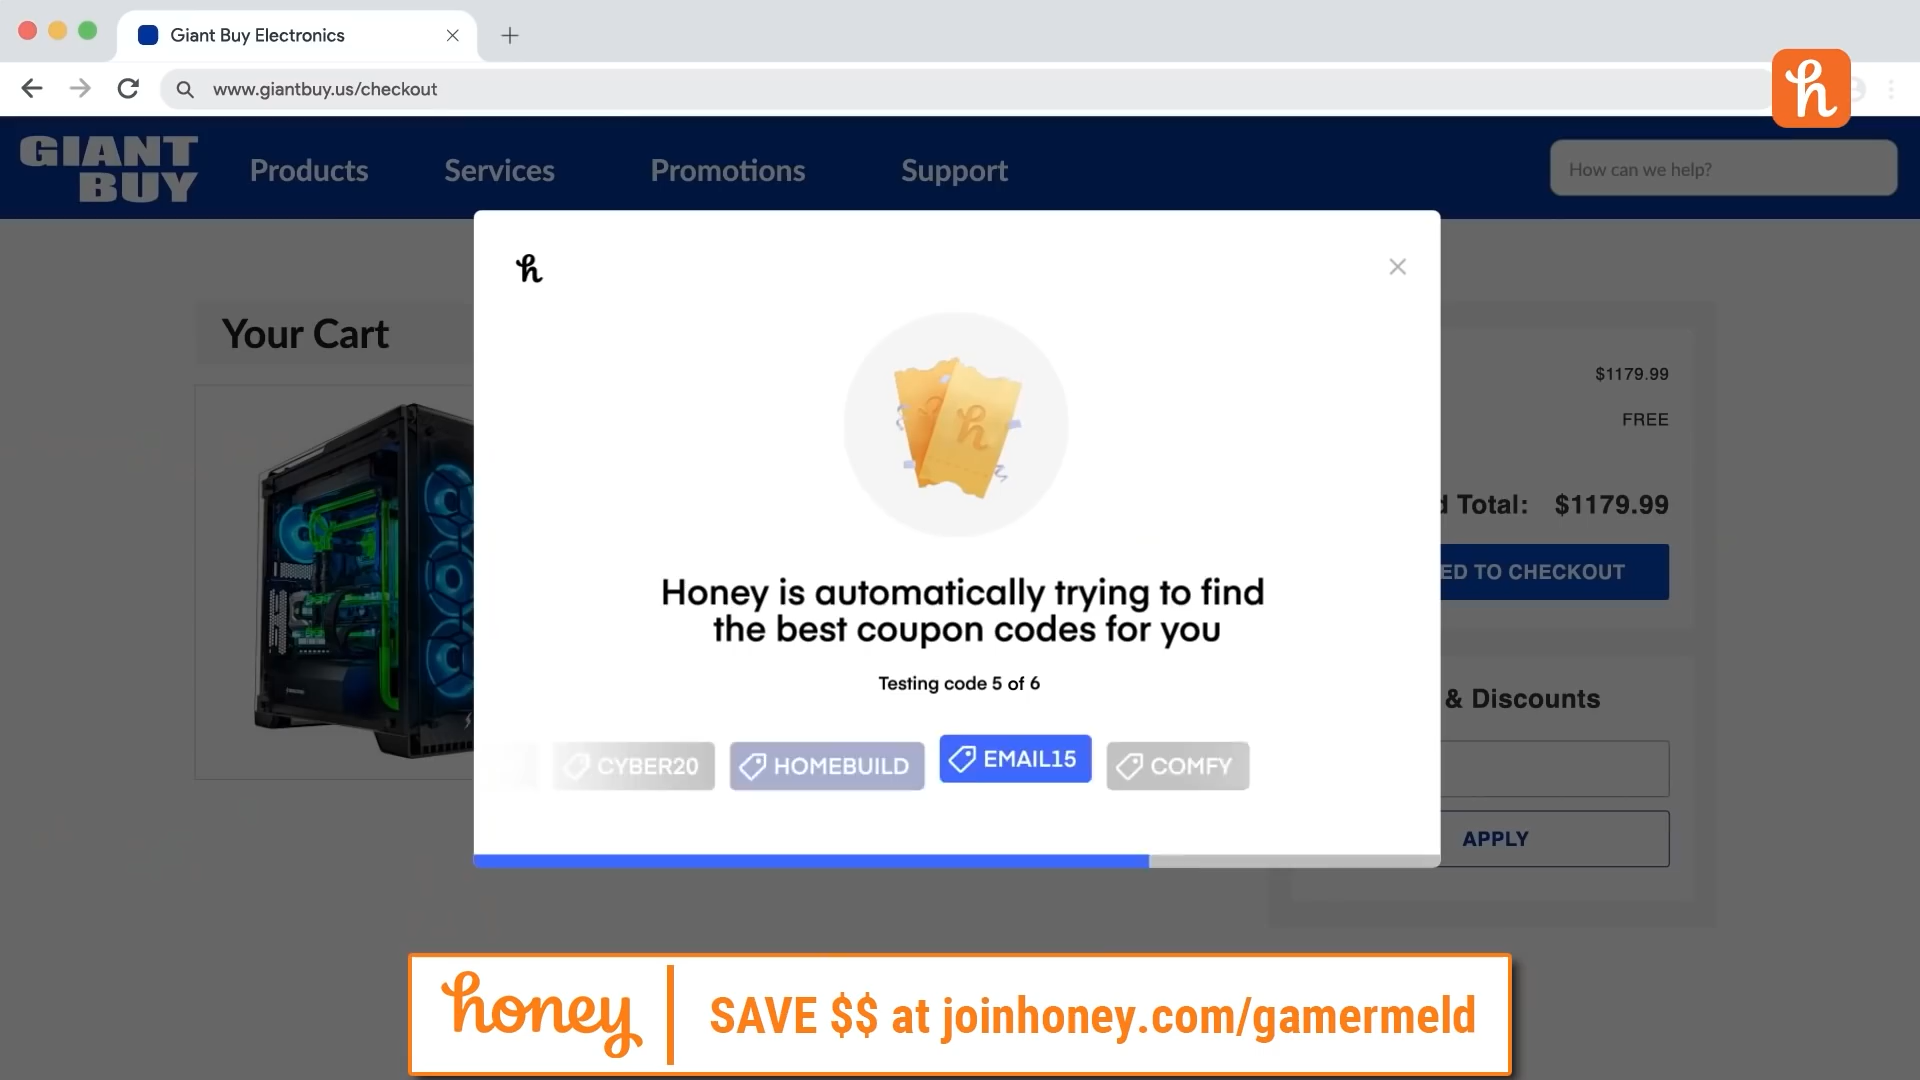 Giant Buy Electronics
www.giantbuy.us/checkout
GIANT
BUY
Products
Services
Promotions
Support
How can we help?
Your Cart
$1179.99
FREE
d Total: $1179.99
ED TO CHECKOUT
& Discounts
APPLY
Honey is automatically trying to find
the best coupon codes for you
Testing code 5 of 6
CYBER20
HOMEBUILD
EMAIL15
COMFY
honey
SAVE $$ at joinhoney.com/gamermeld